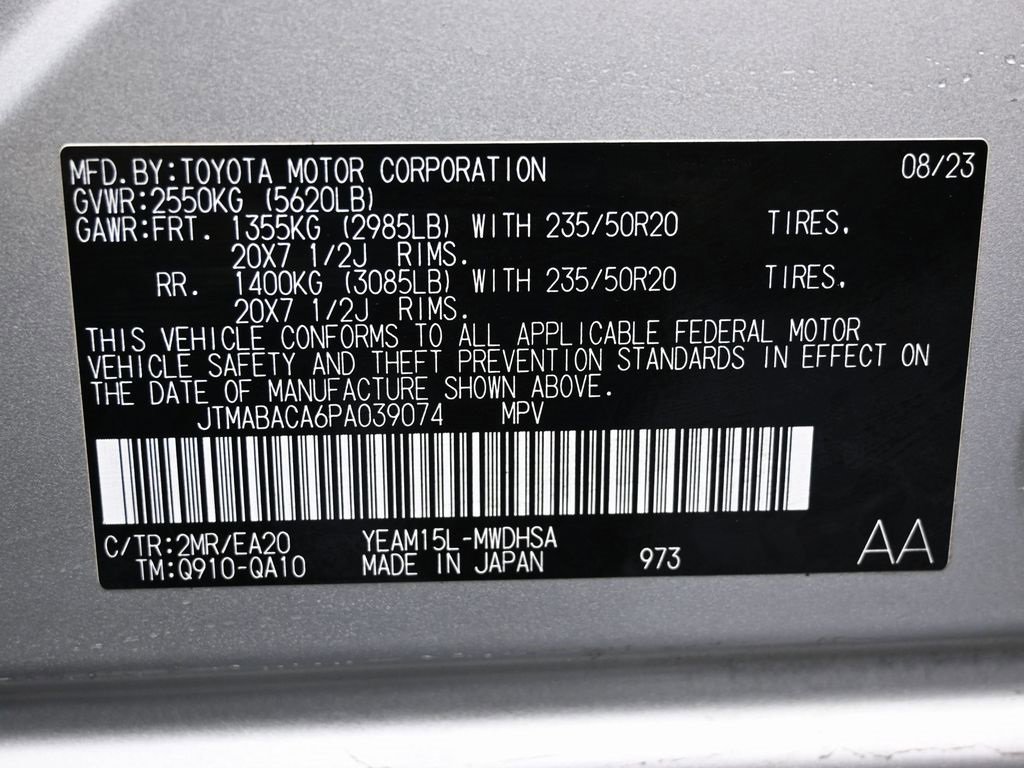 MFD.BY:TOYOTA MOTOR CORPORATION 08/23
GVWR:2550KG (5620LB)
GAWR:FRT. 1355KG (2985LB) WITH 235/50R20 TIRES.
20X7 1/2J RIMS.
RR. 1400KG (3085LB) WITH 235/50R20 TIRES.
20X7 1/2J RIMS.
THIS VEHICLE CONFORMS TO ALL APPLICABLE FEDERAL MOTOR
VEHICLE SAFETY AND THEFT PREVENTION STANDARDS IN EFFECT ON
THE DATE OF MANUFACTURE SHOWN ABOVE.
JTMABACA6PA039074 MPV
C/TR:2MR/EA20 YEAM15L-MWDHSA
TM:Q910-QA10 MADE IN JAPAN 973 AA